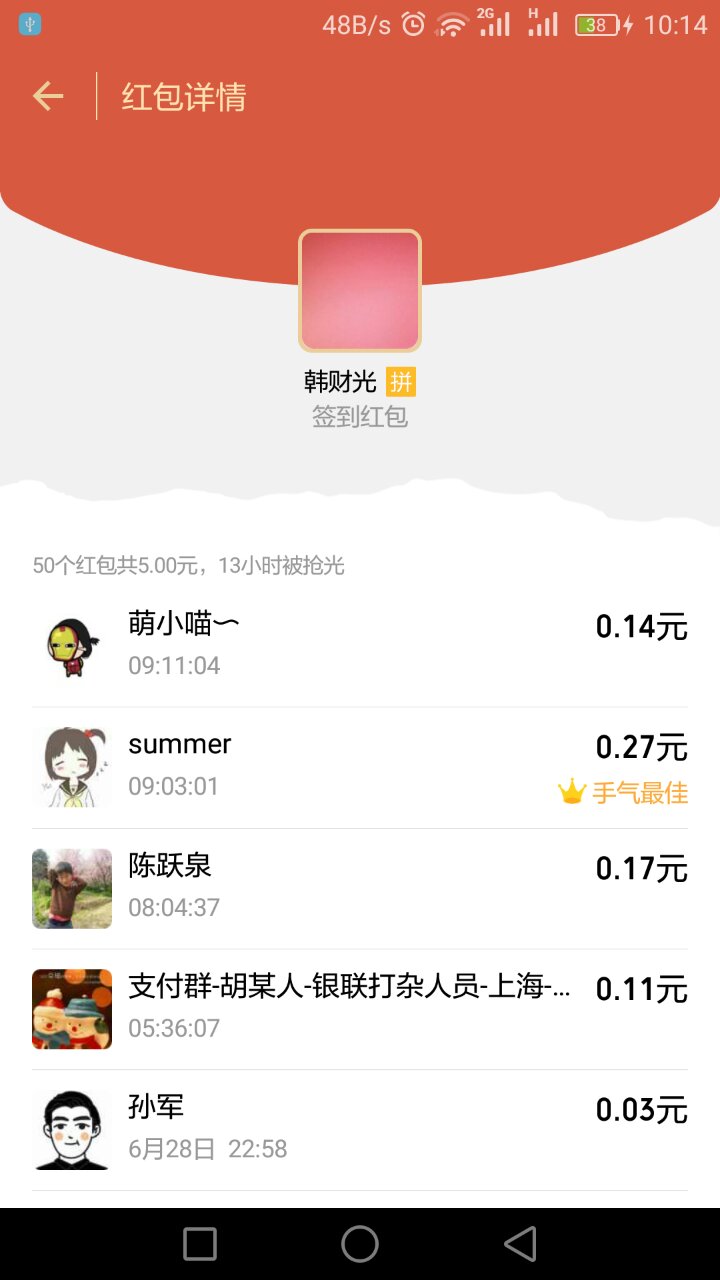 48B/s 2G H 38 10:14
红包详情
韩财光 拼
签到红包
50个红包共5.00元，13小时被抢光
萌小喵〜 0.14元
09:11:04
summer 0.27元
09:03:01 手气最佳
陈跃泉 0.17元
08:04:37
支付群-胡某人-银联打杂人员-上海-... 0.11元
05:36:07
孙军 0.03元
6月28日 22:58